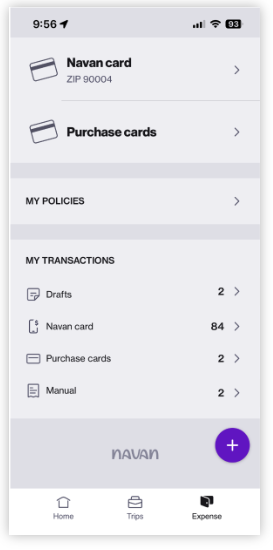 9:56
93
Navan card
ZIP 90004
Purchase cards
MY POLICIES
MY TRANSACTIONS
Drafts 2
Navan card 84
Purchase cards 2
Manual 2
navan
Home Trips Expense